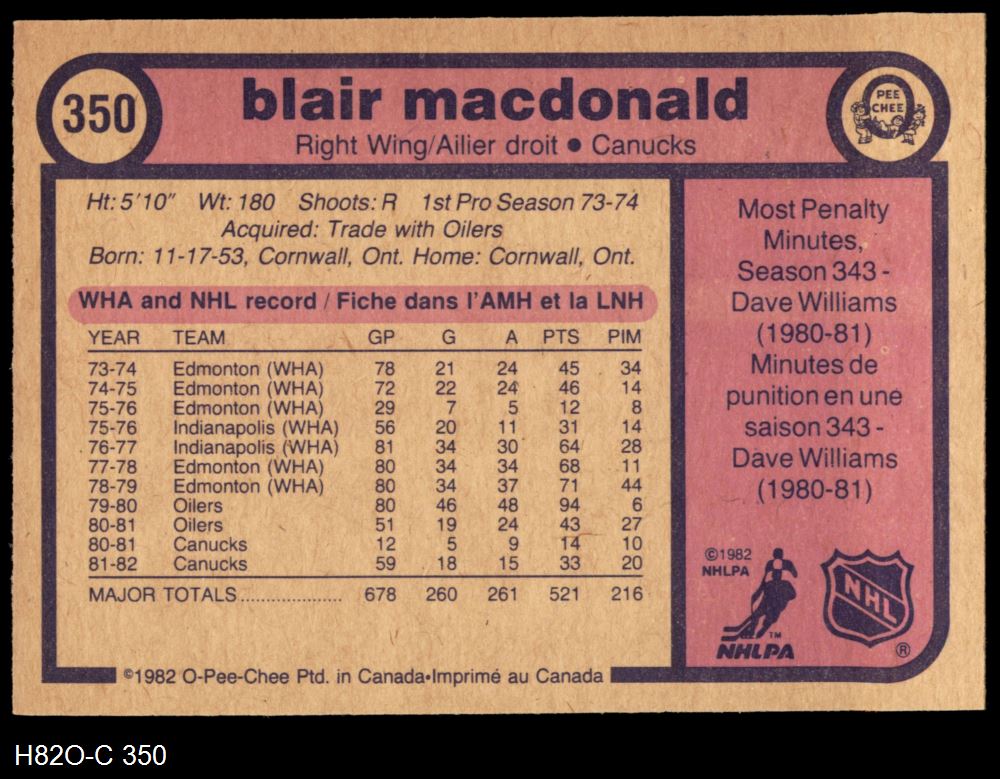 350
blair macdonald
Right Wing/Ailier droit ● Canucks
PEE
CHEE
Ht: 5'10" Wt: 180 Shoots: R 1st Pro Season 73-74
Acquired: Trade with Oilers
Born: 11-17-53, Cornwall, Ont. Home: Cornwall, Ont.
WHA and NHL record / Fiche dans l'AMH et la LNH
YEAR TEAM GP G A PTS PIM
73-74 Edmonton (WHA) 78 21 24 45 34
74-75 Edmonton (WHA) 72 22 24 46 14
75-76 Edmonton (WHA) 29 7 5 12 8
75-76 Indianapolis (WHA) 56 20 11 31 14
76-77 Indianapolis (WHA) 81 34 30 64 28
77-78 Edmonton (WHA) 80 34 34 68 11
78-79 Edmonton (WHA) 80 34 37 71 44
79-80 Oilers 80 46 48 94 6
80-81 Oilers 51 19 24 43 27
80-81 Canucks 12 5 9 14 10
81-82 Canucks 59 18 15 33 20
MAJOR TOTALS.................... 678 260 261 521 216
Most Penalty
Minutes,
Season 343 -
Dave Williams
(1980-81)
Minutes de
punition en une
saison 343 -
Dave Williams
(1980-81)
©1982
NHLPA
TM
NHLPA
NHL
®
©1982 O-Pee-Chee Ptd. in Canada•Imprimé au Canada
H82O-C 350